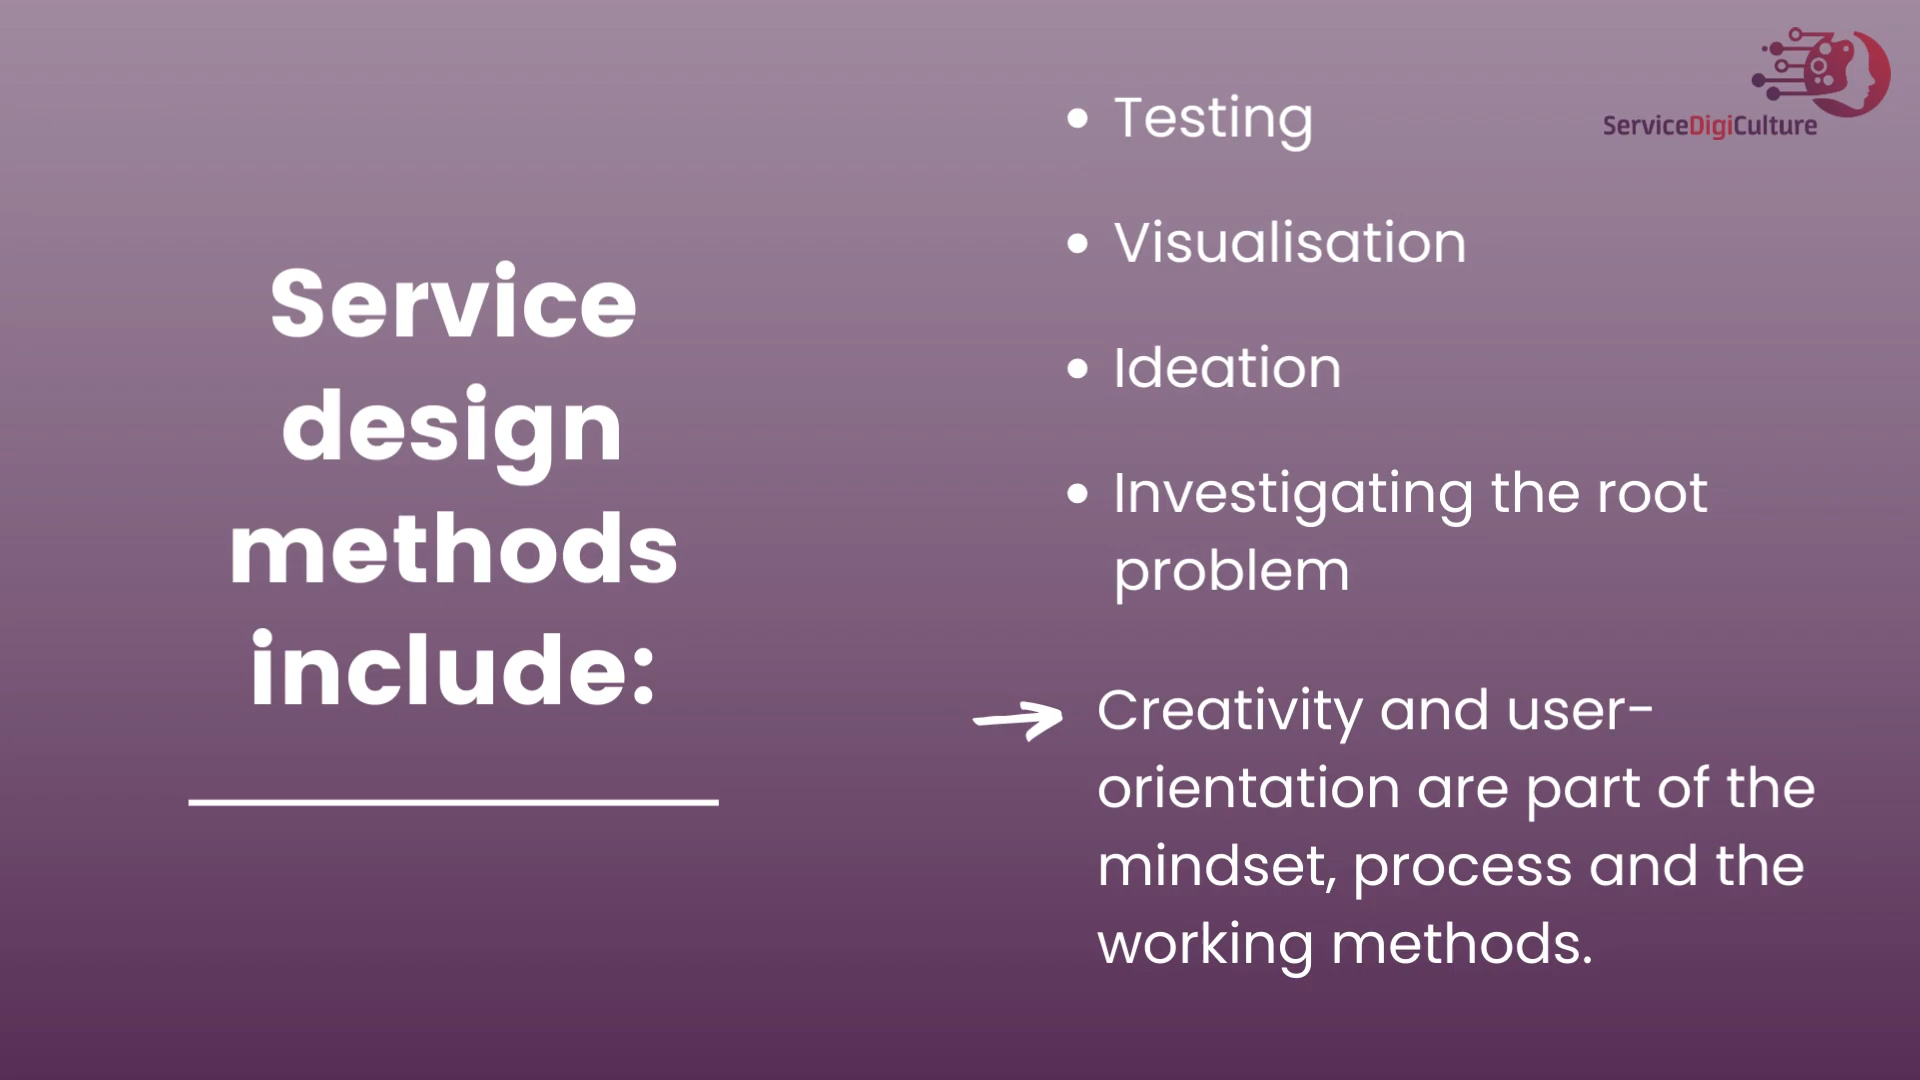 Service
design
methods
include:
• Testing
• Visualisation
• Ideation
• Investigating the root
problem
Creativity and user-
orientation are part of the
mindset, process and the
working methods.
ServiceDigiCulture